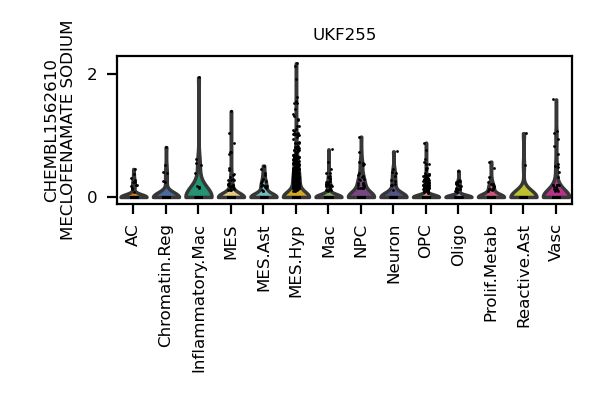 UKF255
CHEMBL1562610
MECLOFENAMATE SODIUM
2
0
AC
Chromatin.Reg
Inflammatory.Mac
MES
MES.Ast
MES.Hyp
Mac
NPC
Neuron
OPC
Oligo
Prolif.Metab
Reactive.Ast
Vasc